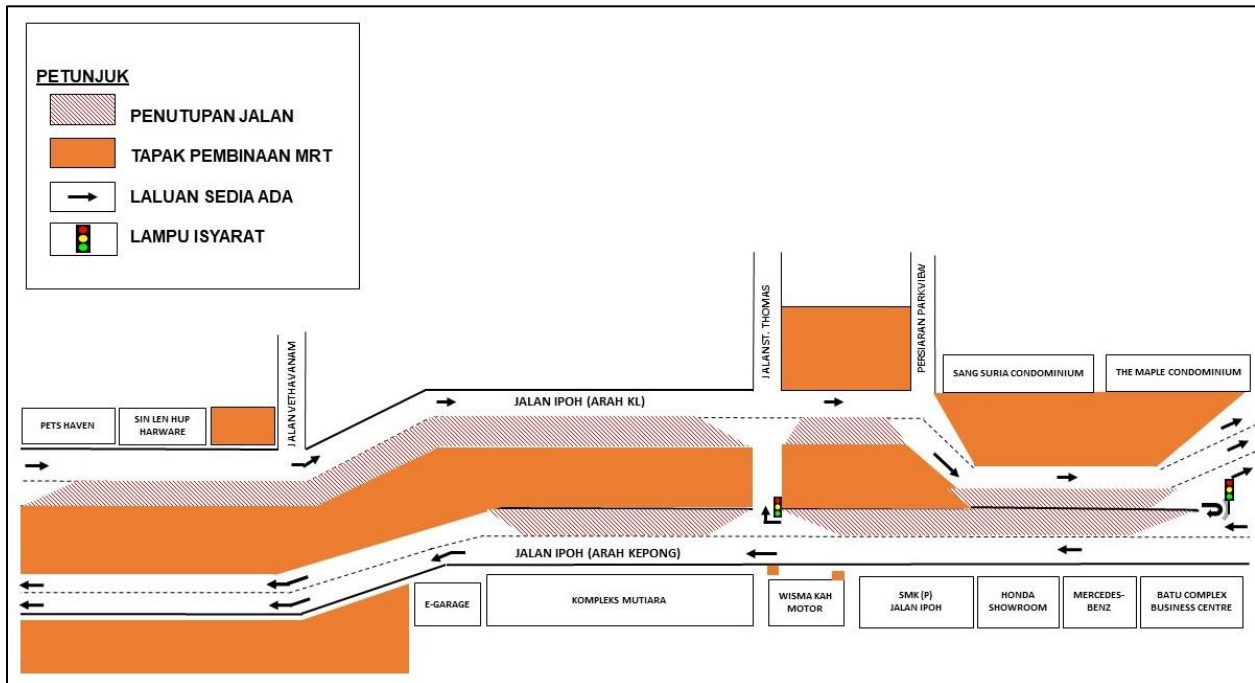 PETUNJUK
PENUTUPAN JALAN
TAPAK PEMBINAAN MRT
LALUAN SEDIA ADA
LAMPU ISYARAT
JALAN VETHAVANAM
JALAN ST. THOMAS
PERSIARAN PARKVIEW
SANG SURIA CONDOMINIUM
THE MAPLE CONDOMINIUM
PETS HAVEN
SIN LEN HUP
HARWARE
JALAN IPOH (ARAH KL)
JALAN IPOH (ARAH KEPONG)
E-GARAGE
KOMPLEKS MUTIARA
WISMA KAH
MOTOR
SMK (P)
JALAN IPOH
HONDA
SHOWROOM
MERCEDES-
BENZ
BATU COMPLEX
BUSINESS CENTRE